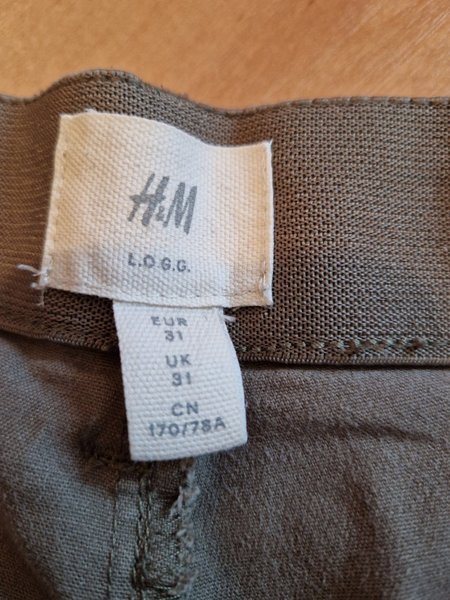 H&M
L.O.G.G.
EUR
31
UK
31
CN
170/78A